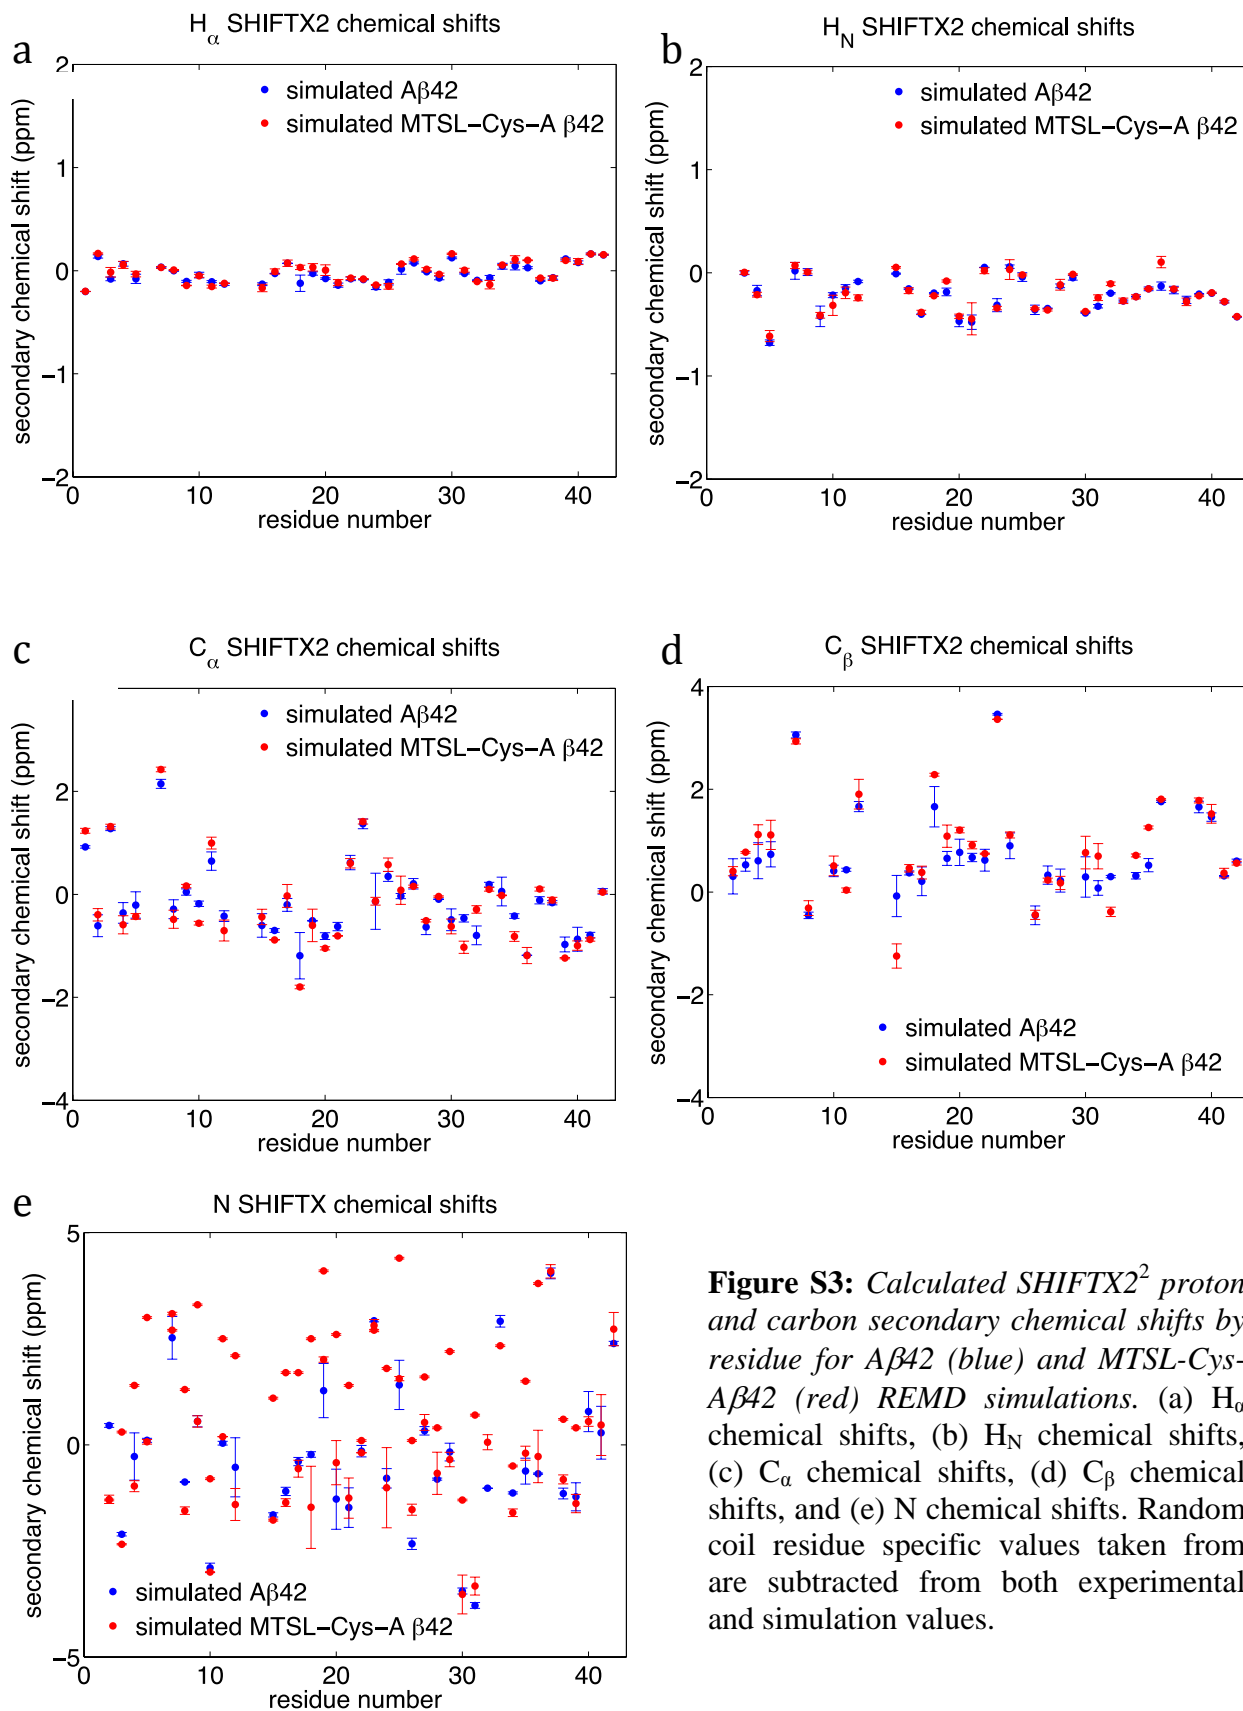 a
H_α SHIFTX2 chemical shifts
2
1
0
−1
−2
0
10
20
30
40
secondary chemical shift (ppm)
residue number
simulated Aβ42
simulated MTSL−Cys−A β42
b
H_N SHIFTX2 chemical shifts
2
1
0
−1
−2
0
10
20
30
40
secondary chemical shift (ppm)
residue number
simulated Aβ42
simulated MTSL−Cys−A β42
c
C_α SHIFTX2 chemical shifts
2
0
−2
−4
0
10
20
30
40
secondary chemical shift (ppm)
residue number
simulated Aβ42
simulated MTSL−Cys−A β42
d
C_β SHIFTX2 chemical shifts
4
2
0
−2
−4
0
10
20
30
40
secondary chemical shift (ppm)
residue number
simulated Aβ42
simulated MTSL−Cys−A β42
e
N SHIFTX chemical shifts
5
0
−5
0
10
20
30
40
secondary chemical shift (ppm)
residue number
simulated Aβ42
simulated MTSL−Cys−A β42
Figure S3: Calculated SHIFTX2² proton
and carbon secondary chemical shifts by
residue for Aβ42 (blue) and MTSL-Cys-
Aβ42 (red) REMD simulations. (a) H_α
chemical shifts, (b) H_N chemical shifts,
(c) C_α chemical shifts, (d) C_β chemical
shifts, and (e) N chemical shifts. Random
coil residue specific values taken from
are subtracted from both experimental
and simulation values.